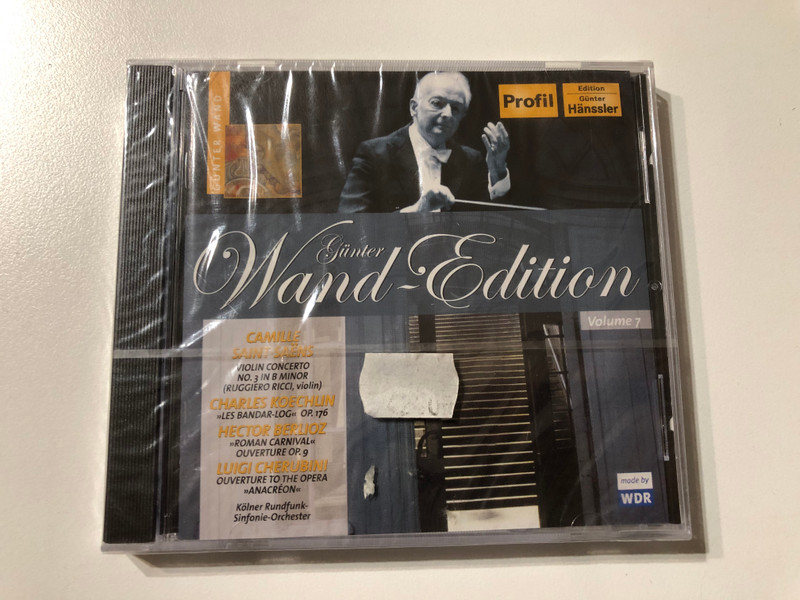 GÜNTER WAND
Profil
Edition
Günter
Hänssler
Günter
Wand-Edition
Volume 7
CAMILLE
SAINT-SAËNS
VIOLIN CONCERTO
NO. 3 IN B MINOR
(RUGGIERO RICCI, violin)
CHARLES KOECHLIN
»LES BANDAR-LOG« OP. 176
HECTOR BERLIOZ
»ROMAN CARNIVAL«
OUVERTURE OP. 9
LUIGI CHERUBINI
OUVERTURE TO THE OPERA
»ANACRÉON«
Kölner Rundfunk-
Sinfonie-Orchester
made by
WDR